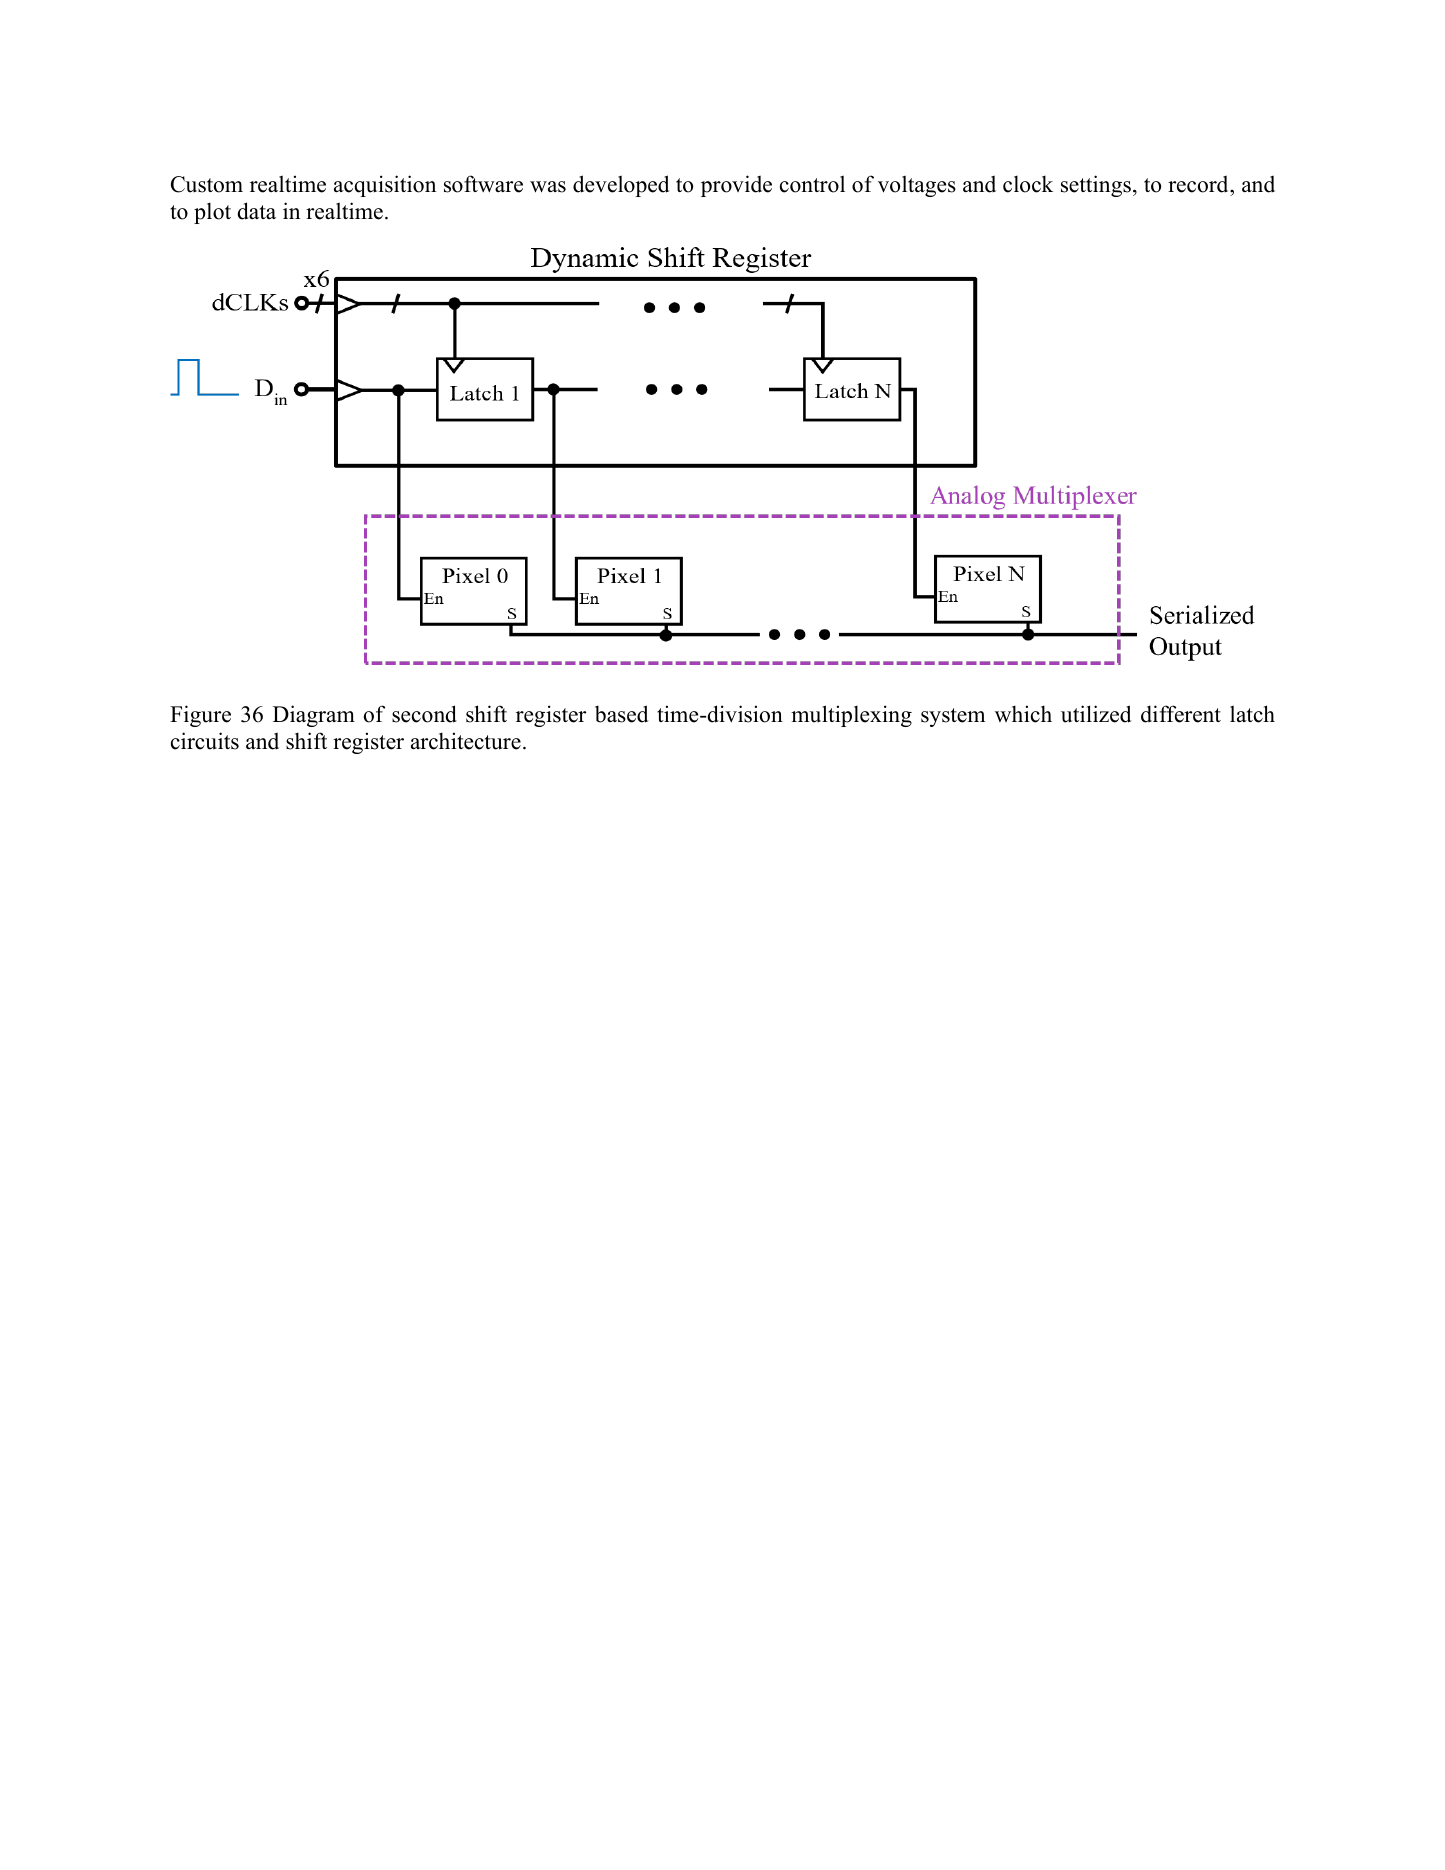 Custom realtime acquisition software was developed to provide control of voltages and clock settings, to record, and
to plot data in realtime.
Dynamic Shift Register
x6
dCLKs
Din
Latch 1
Latch N
Analog Multiplexer
Pixel 0
En
S
Pixel 1
En
S
Pixel N
En
S
Serialized
Output
Figure 36 Diagram of second shift register based time-division multiplexing system which utilized different latch
circuits and shift register architecture.